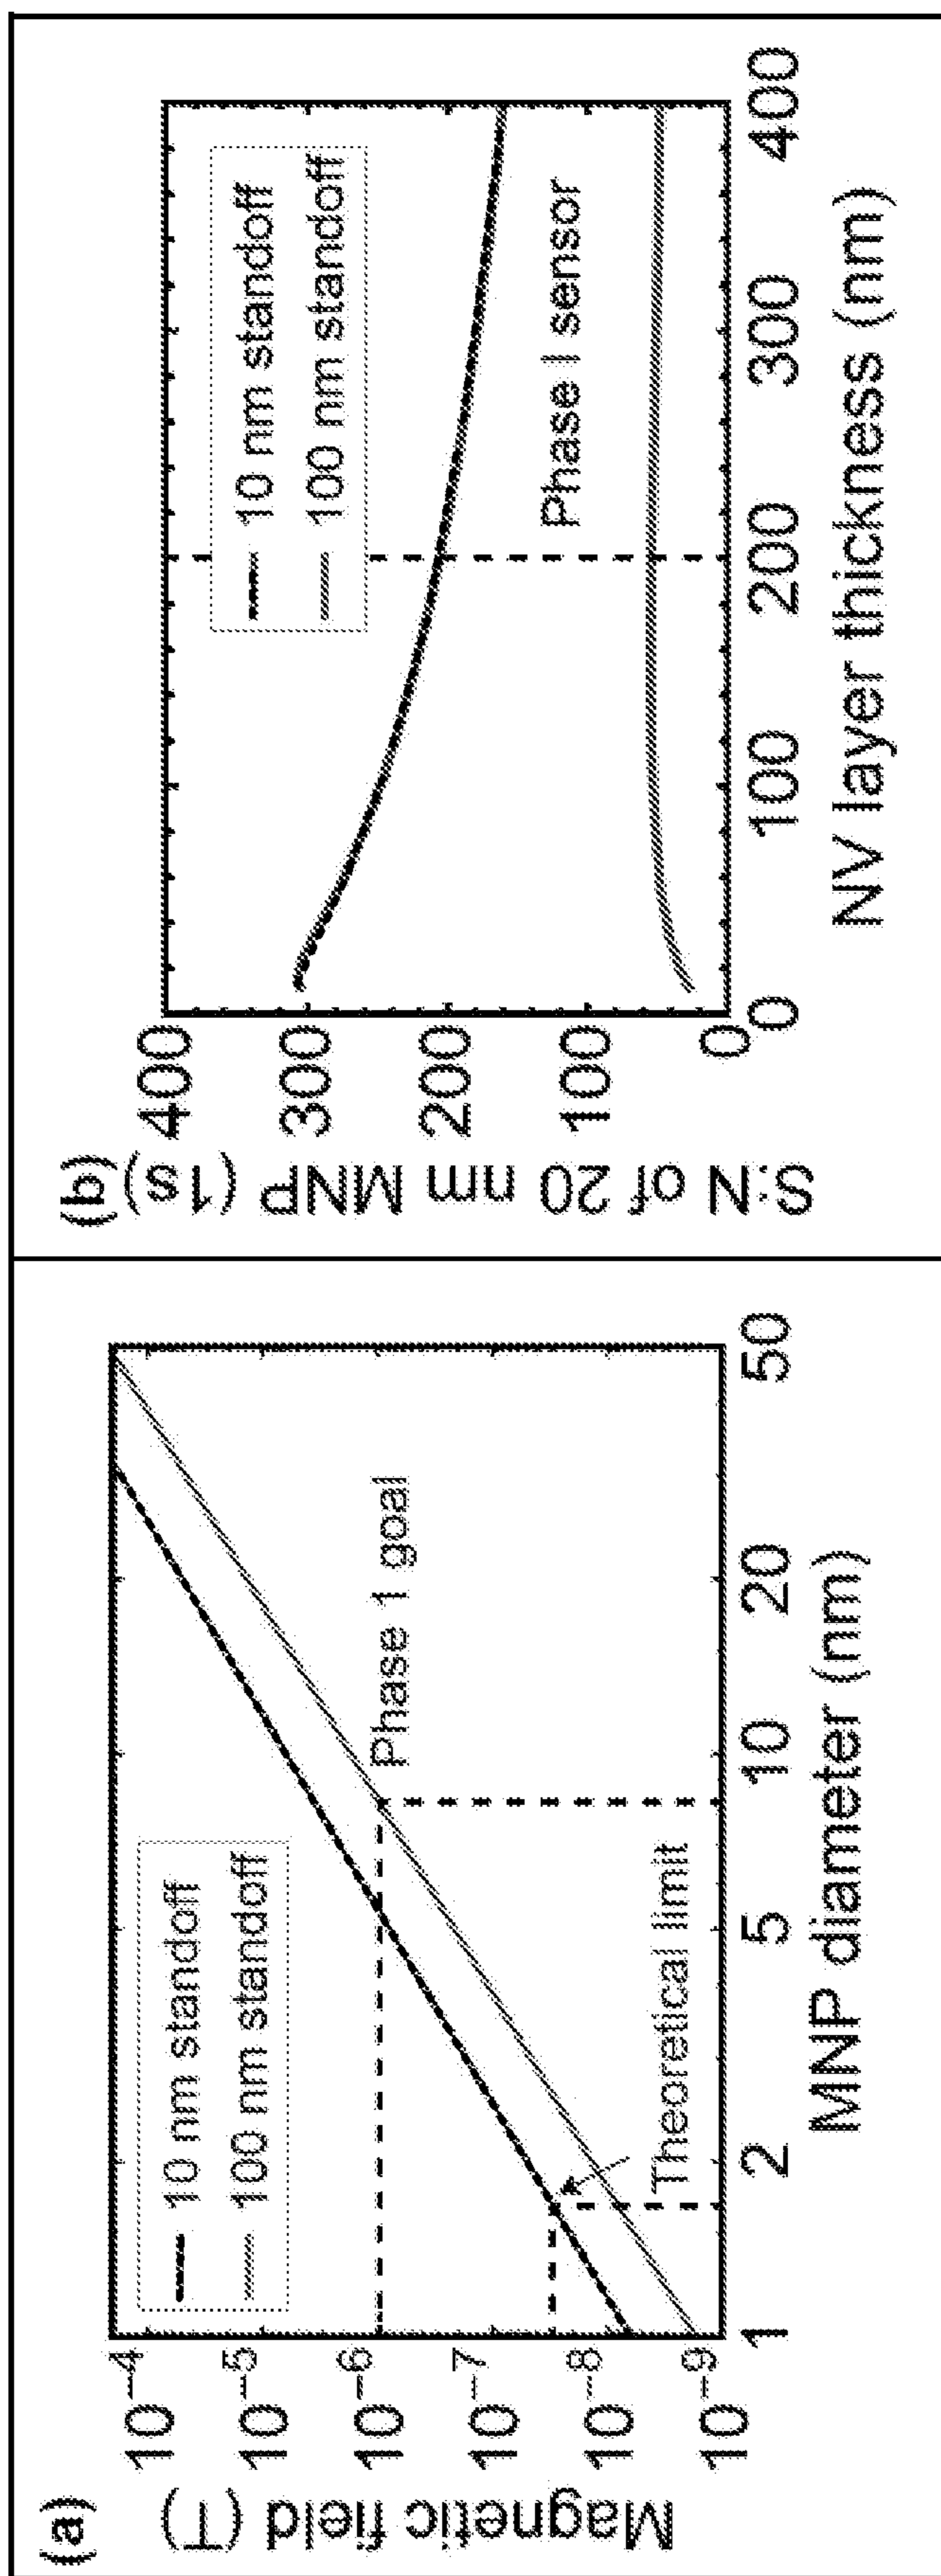 (a)
Magnetic field (T)
10⁻⁴
10⁻⁵
10⁻⁶
10⁻⁷
10⁻⁸
10⁻⁹
10 nm standoff
100 nm standoff
Phase 1 goal
Theoretical limit
1
2
5
10
20
50
MNP diameter (nm)
(b)
S:N of 20 nm MNP (1s)
400
300
200
100
0
10 nm standoff
100 nm standoff
Phase I sensor
0
100
200
300
400
NV layer thickness (nm)